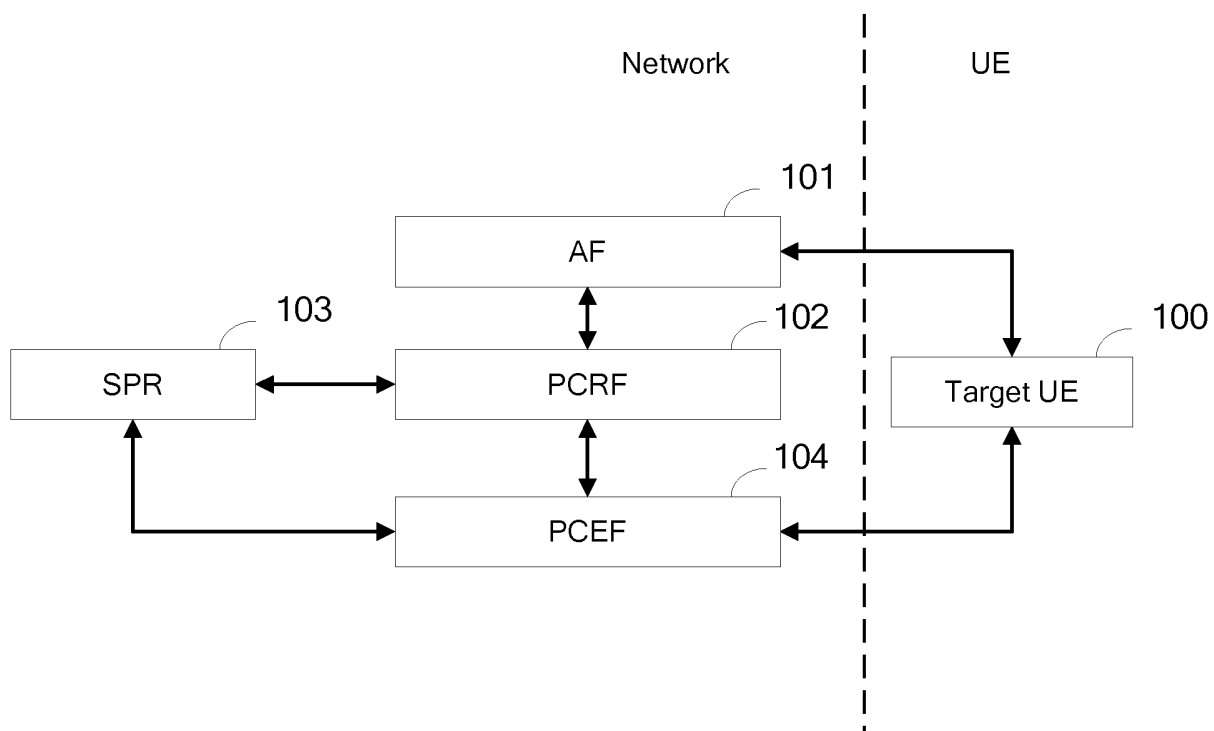 Network
UE
101
AF
103
102
100
SPR
PCRF
Target UE
104
PCEF